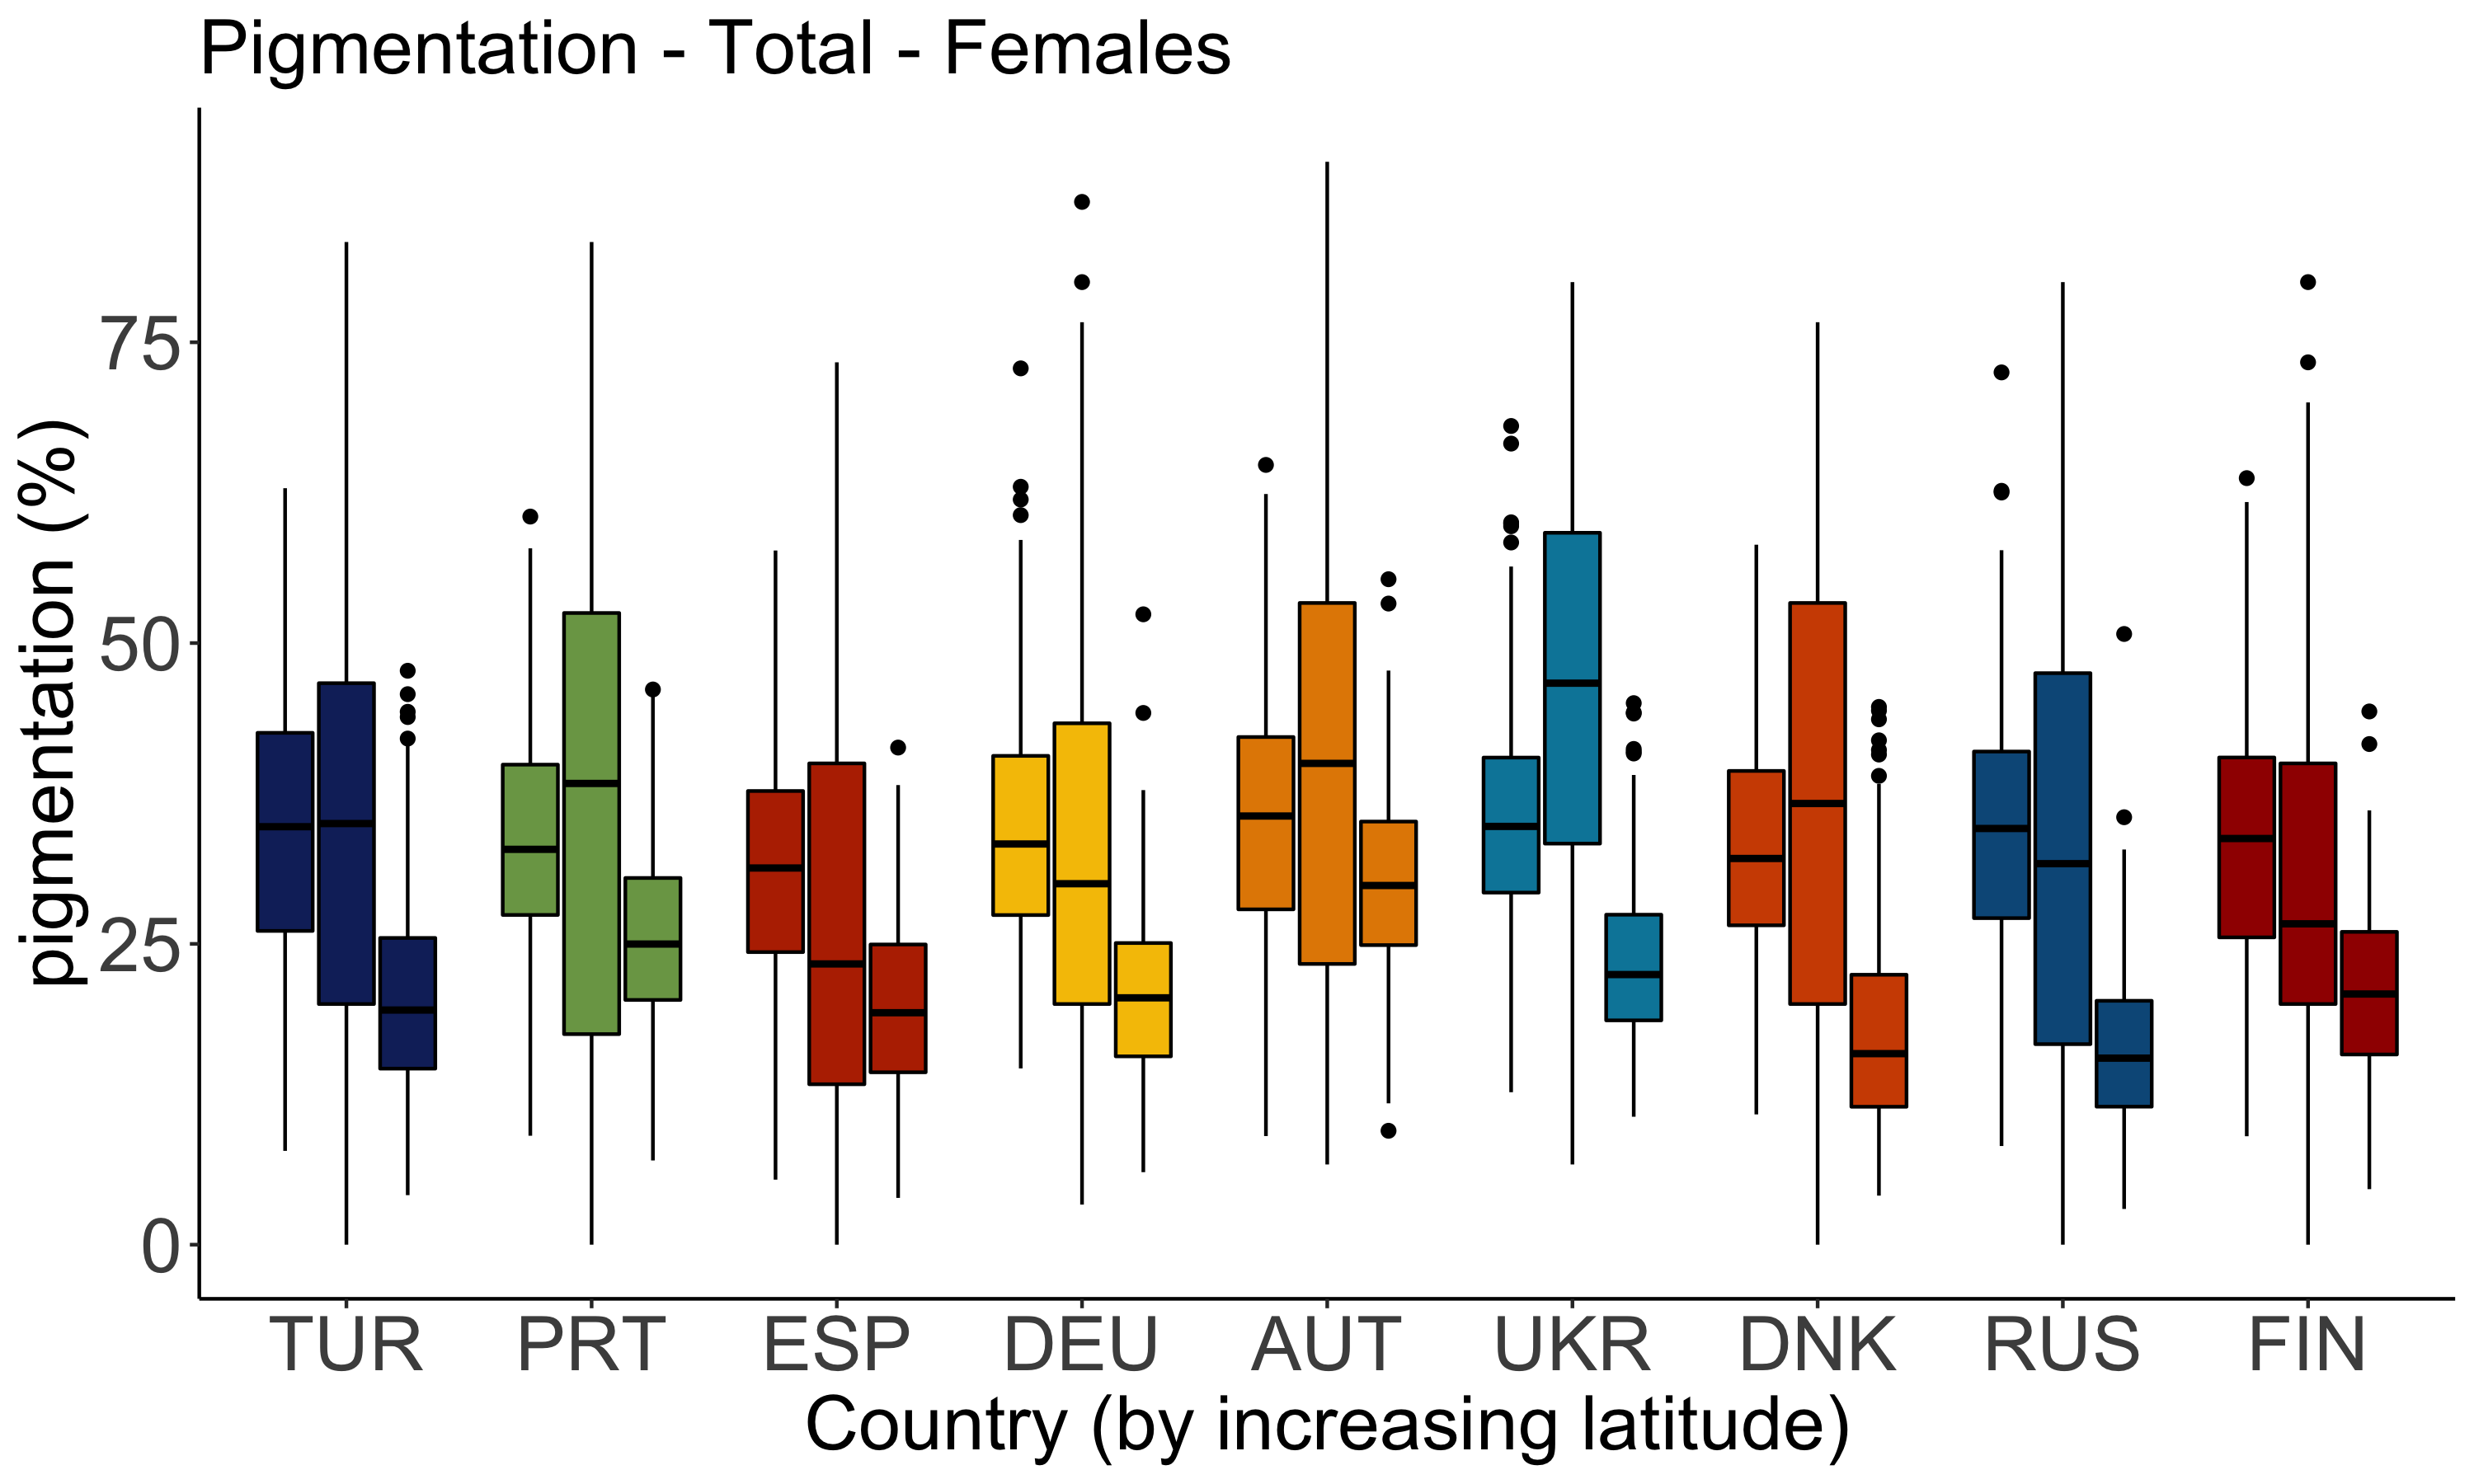 Pigmentation - Total - Females
pigmentation (%)
75
50
25
0
TUR PRT ESP DEU AUT UKR DNK RUS FIN
Country (by increasing latitude)